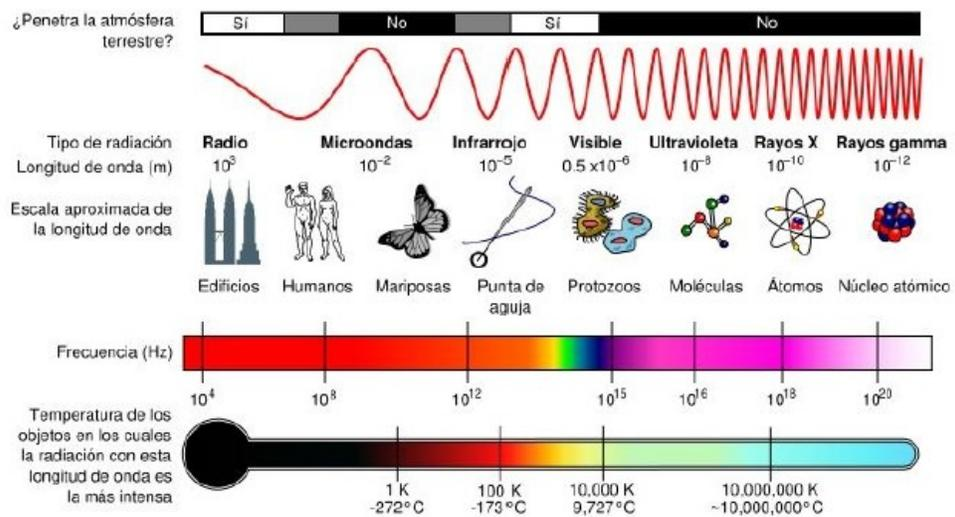 ¿Penetra la atmósfera
terrestre?
Sí No Sí No
Tipo de radiación Radio Microondas Infrarrojo Visible Ultravioleta Rayos X Rayos gamma
Longitud de onda (m) 10³ 10⁻² 10⁻⁵ 0.5 x10⁻⁶ 10⁻⁸ 10⁻¹⁰ 10⁻¹²
Escala aproximada de
la longitud de onda
Edificios Humanos Mariposas Punta de Protozoos Moléculas Átomos Núcleo atómico
aguja
Frecuencia (Hz)
10⁴ 10⁸ 10¹² 10¹⁵ 10¹⁶ 10¹⁸ 10²⁰
Temperatura de los
objetos en los cuales
la radiación con esta
longitud de onda es
la más intensa
1 K 100 K 10,000 K 10,000,000 K
-272°C -173°C 9,727°C ~10,000,000°C